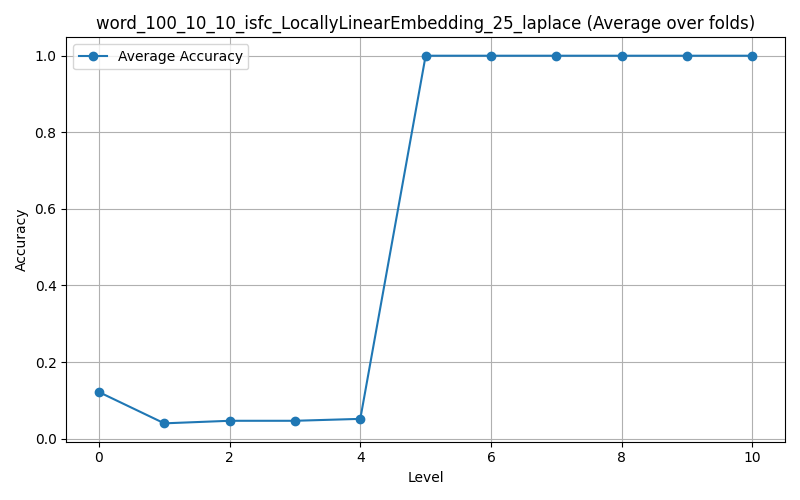 word_100_10_10_isfc_LocallyLinearEmbedding_25_laplace (Average over folds)
Average Accuracy
1.0
0.8
0.6
0.4
0.2
0.0
Accuracy
0 2 4 6 8 10
Level